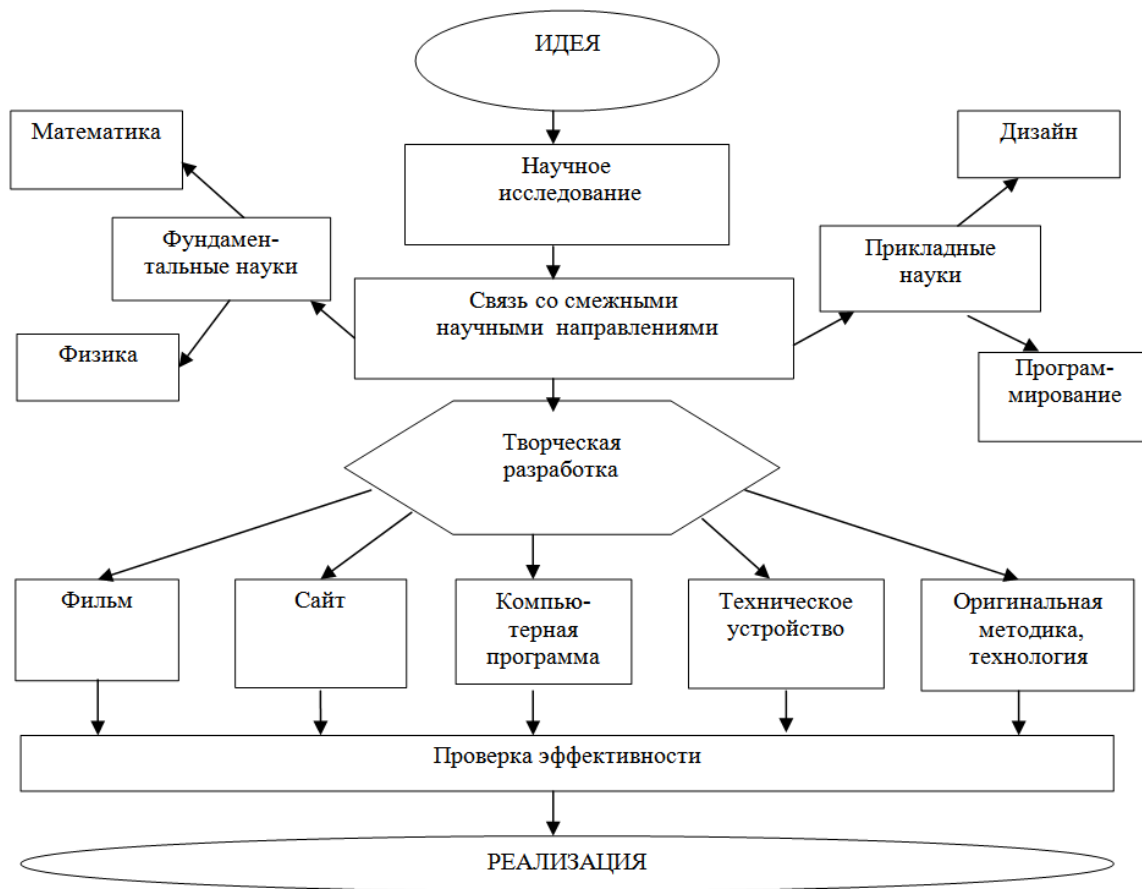 ИДЕЯ
Математика
Дизайн
Научное
исследование
Фундамен-
тальные науки
Прикладные
науки
Связь со смежными
научными направлениями
Физика
Програм-
мирование
Творческая
разработка
Фильм
Сайт
Компью-
терная
программа
Техническое
устройство
Оригинальная
методика,
технология
Проверка эффективности
РЕАЛИЗАЦИЯ